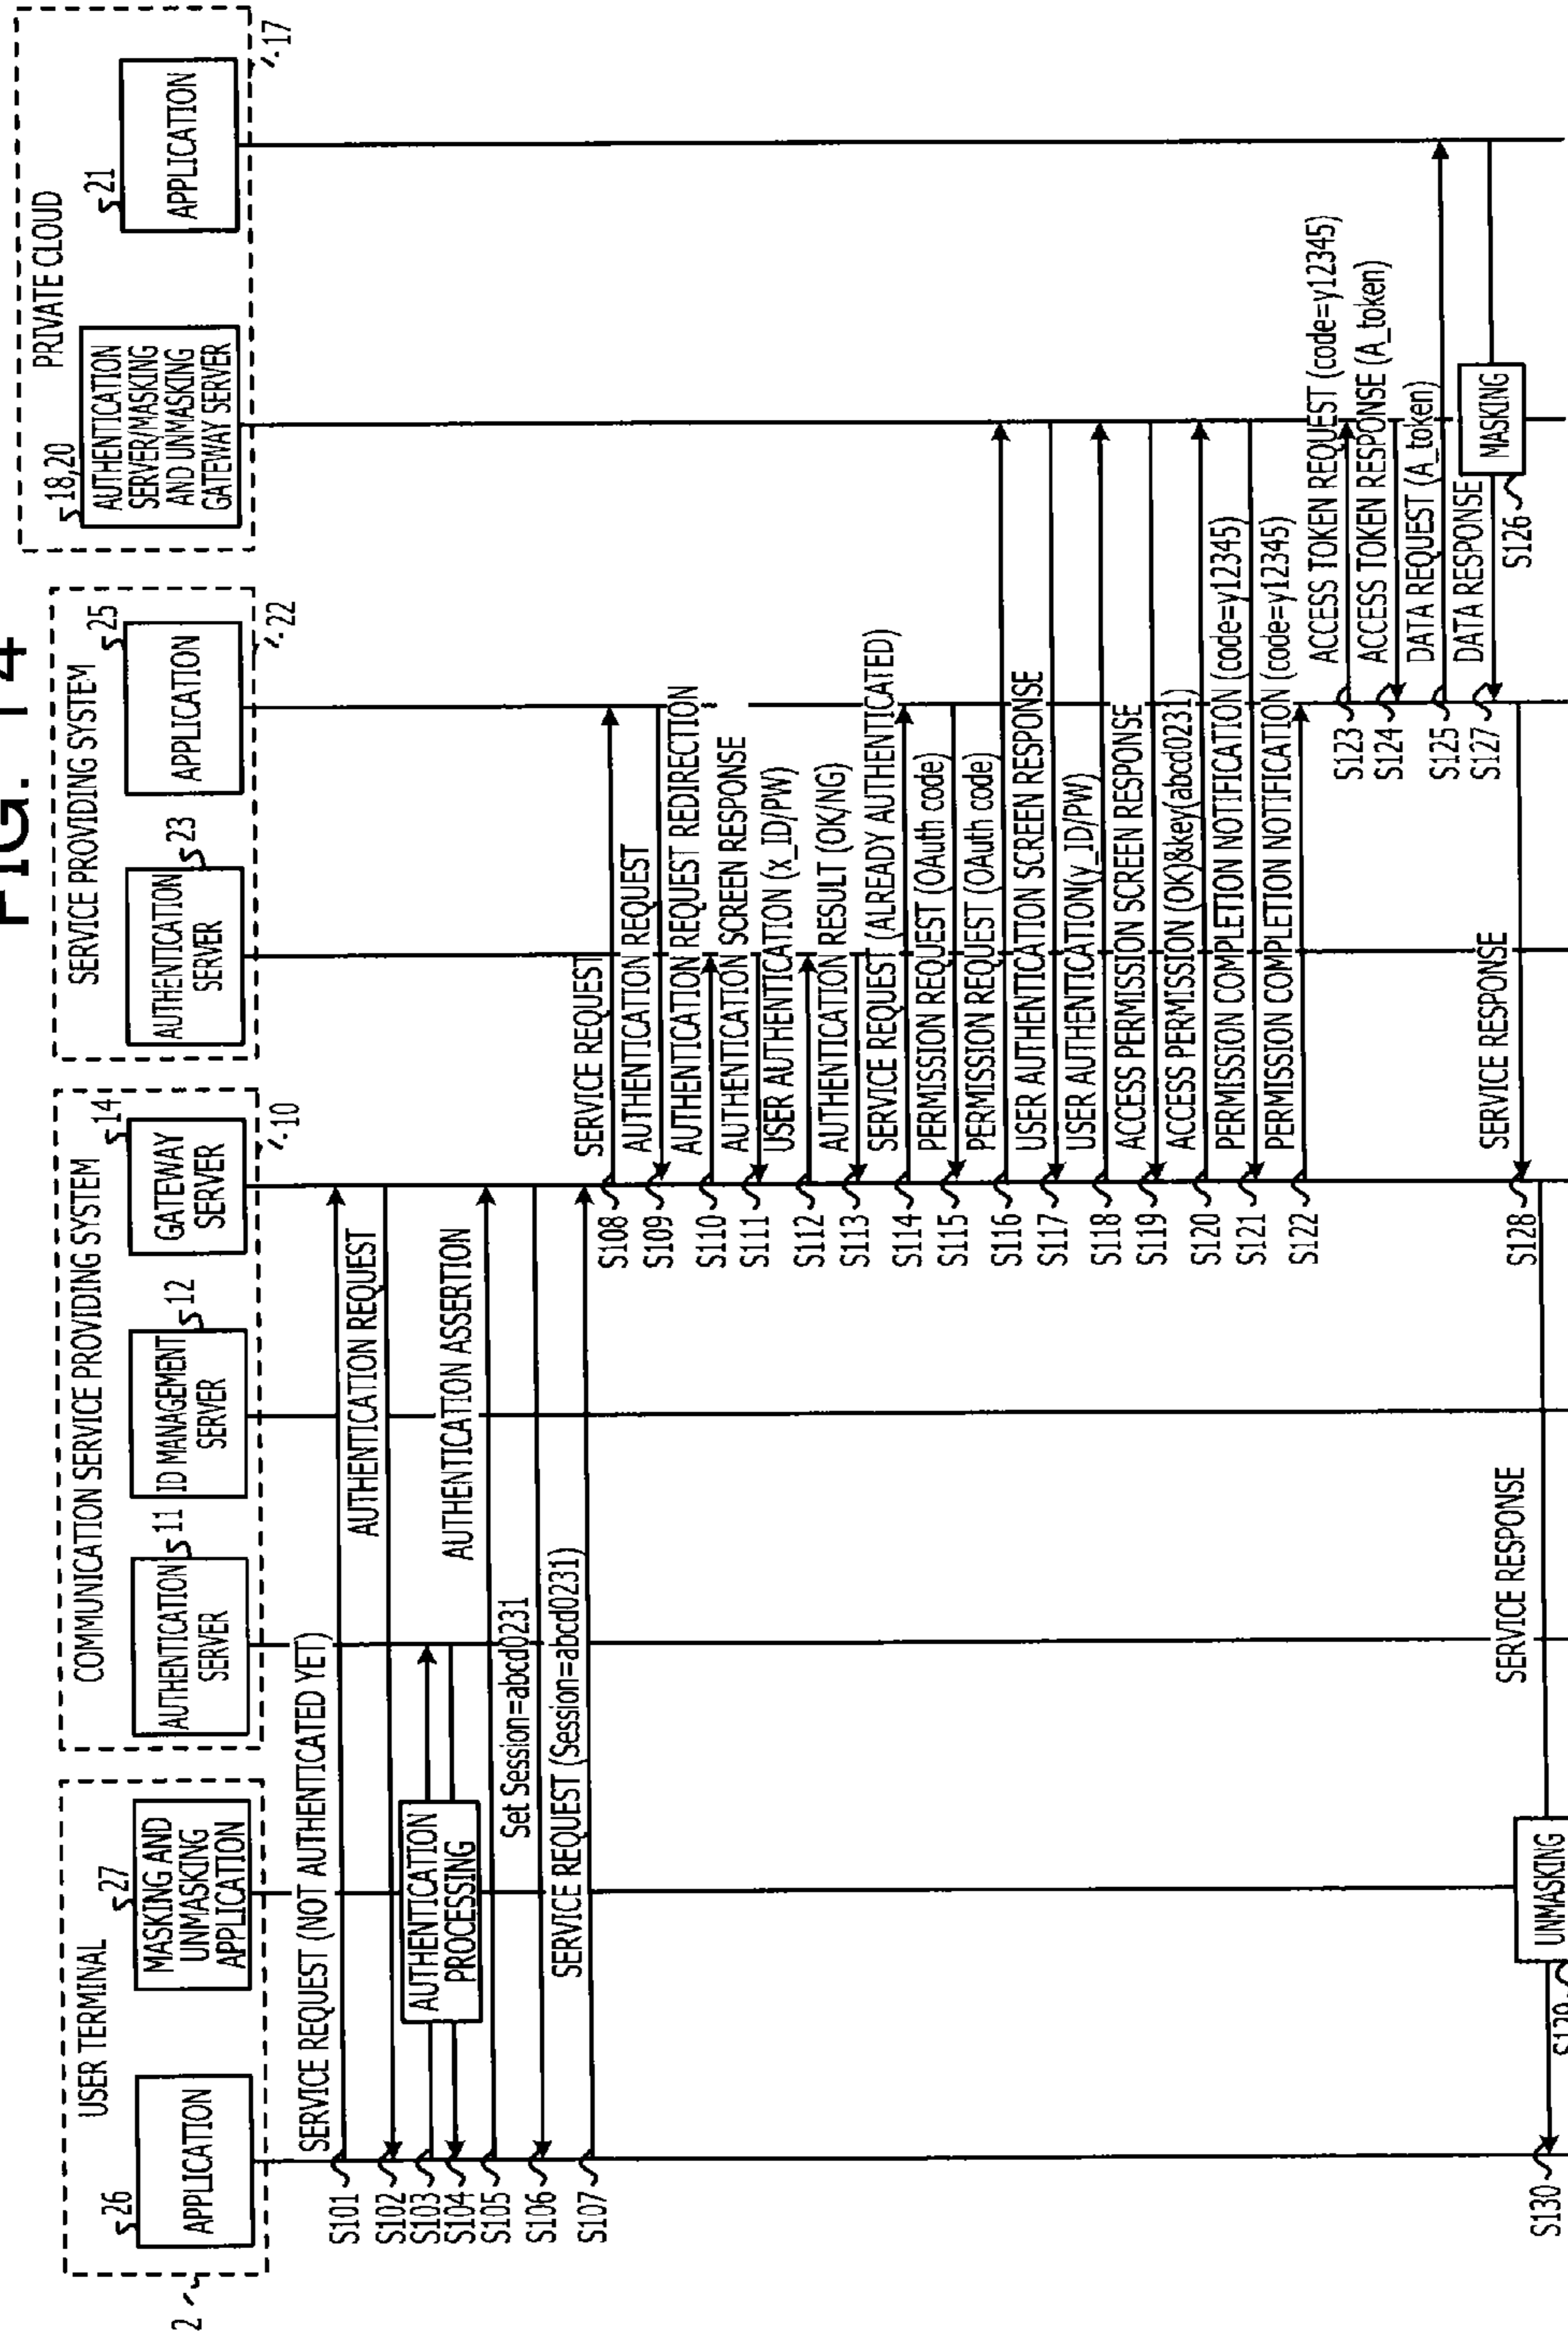 FIG. 14
USER TERMINAL
COMMUNICATION SERVICE PROVIDING SYSTEM
SERVICE PROVIDING SYSTEM
PRIVATE CLOUD
2
26
APPLICATION
27
MASKING AND
UNMASKING
APPLICATION
11
AUTHENTICATION
SERVER
12
ID MANAGEMENT
SERVER
14
GATEWAY
SERVER
10
23
AUTHENTICATION
SERVER
25
APPLICATION
22
18,20
AUTHENTICATION
SERVER/MASKING
AND UNMASKING
GATEWAY SERVER
21
APPLICATION
17
S101
SERVICE REQUEST (NOT AUTHENTICATED YET)
S102
AUTHENTICATION REQUEST
S103
S104
AUTHENTICATION
PROCESSING
S105
AUTHENTICATION ASSERTION
S106
Set Session=abcd0231
S107
SERVICE REQUEST (Session=abcd0231)
S108
SERVICE REQUEST
S109
AUTHENTICATION REQUEST
S110
AUTHENTICATION REQUEST REDIRECTION
S111
AUTHENTICATION SCREEN RESPONSE
S112
USER AUTHENTICATION (x_ID/PW)
S113
AUTHENTICATION RESULT (OK/NG)
S114
SERVICE REQUEST (ALREADY AUTHENTICATED)
S115
PERMISSION REQUEST (OAuth code)
S116
PERMISSION REQUEST (OAuth code)
S117
USER AUTHENTICATION SCREEN RESPONSE
S118
USER AUTHENTICATION(y_ID/PW)
S119
ACCESS PERMISSION SCREEN RESPONSE
S120
ACCESS PERMISSION (OK)&key(abcd0231)
S121
PERMISSION COMPLETION NOTIFICATION (code=y12345)
S122
PERMISSION COMPLETION NOTIFICATION (code=y12345)
S123
ACCESS TOKEN REQUEST (code=y12345)
S124
ACCESS TOKEN RESPONSE (A_token)
S125
DATA REQUEST (A_token)
S127
DATA RESPONSE
MASKING
S126
S128
SERVICE RESPONSE
SERVICE RESPONSE
UNMASKING
S129
S130